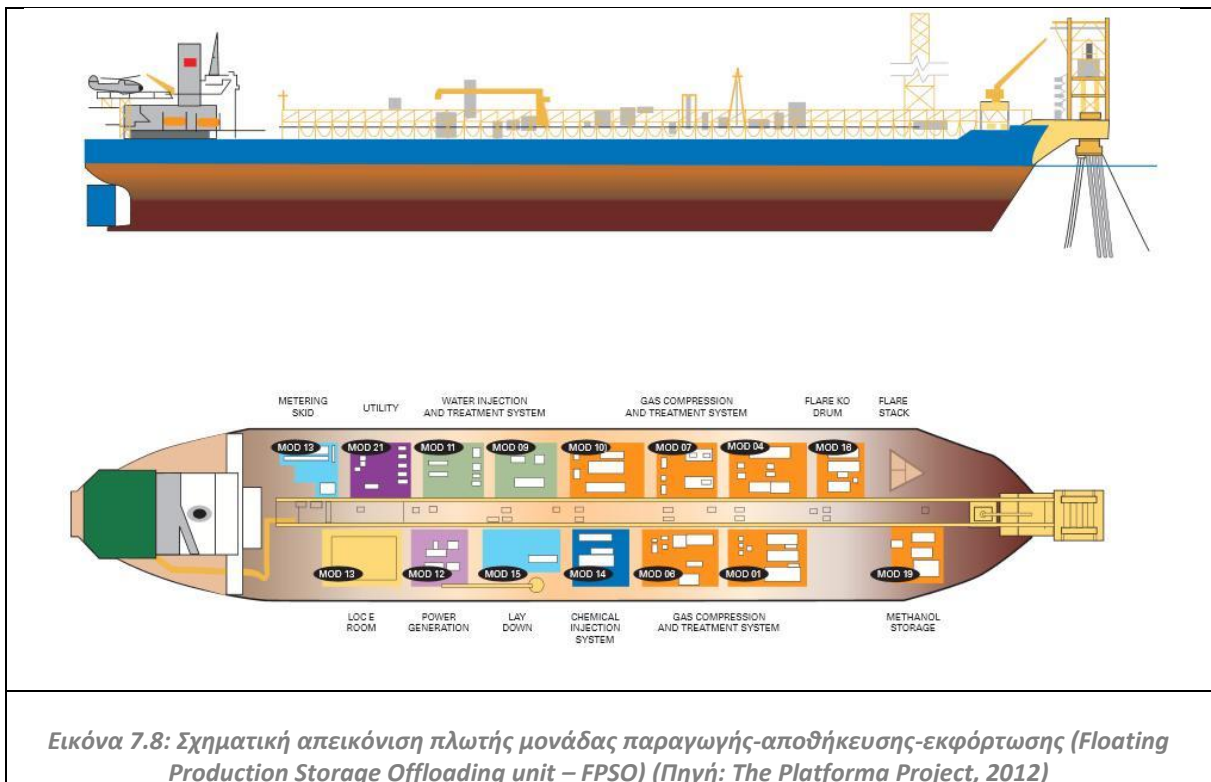 METERING
SKID
UTILITY
WATER INJECTION
AND TREATMENT SYSTEM
GAS COMPRESSION
AND TREATMENT SYSTEM
FLARE KO
DRUM
FLARE
STACK
MOD 13
MOD 21
MOD 11
MOD 09
MOD 10)
MOD 07
MOD 04
MOD 16
MOD 13
MOD 12
MOD 15
MOD 14
MOD 06
MOD 01
MOD 19
LOC E
ROOM
POWER
GENERATION
LAY
DOWN
CHEMICAL
INJECTION
SYSTEM
GAS COMPRESSION
AND TREATMENT SYSTEM
METHANOL
STORAGE
Εικόνα 7.8: Σχηματική απεικόνιση πλωτής μονάδας παραγωγής-αποθήκευσης-εκφόρτωσης (Floating
Production Storage Offloading unit – FPSO) (Πηγή: The Platforma Project, 2012)